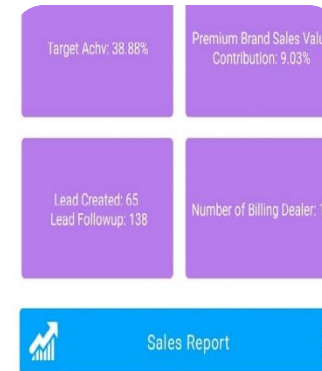 Target Achv: 38.88%
Premium Brand Sales
Contribution: 9.03%
Lead Created: 65
Lead Followup: 138
Number of Billing Dealer:
Sales Report